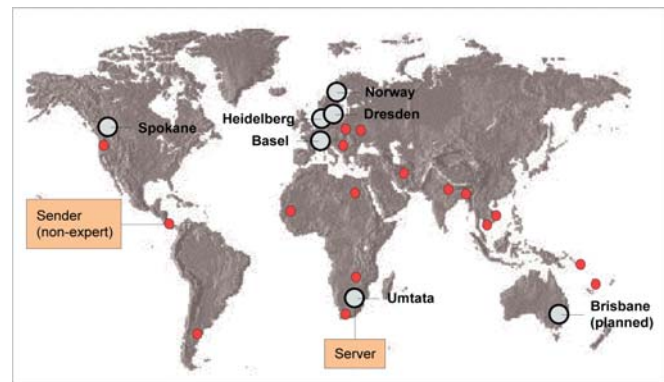 Norway
Heidelberg
Dresden
Spokane
Basel
Sender
(non-expert)
Umtata
Brisbane
(planned)
Server